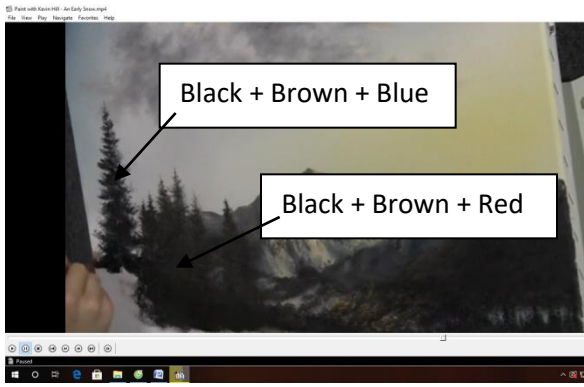 Paint with Kevin Hill - An Early Snow.mp4
File View Play Navigate Favorites Help
Black + Brown + Blue
Black + Brown + Red
Paused